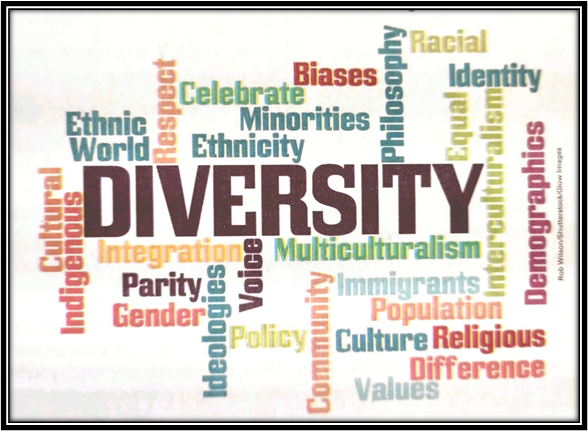 Racial
Philosophy
Biases
Identity
Respect
Celebrate
Equal
Interculturalism
Minorities
Ethnic
World
Ethnicity
Demographics
Rob Wilson/Shutterstock/Glow Images
DIVERSITY
Cultural
Indigenous
Integration
Voice
Multiculturalism
Ideologies
Parity
Immigrants
Community
Population
Gender
Policy
Culture
Religious
Difference
Values